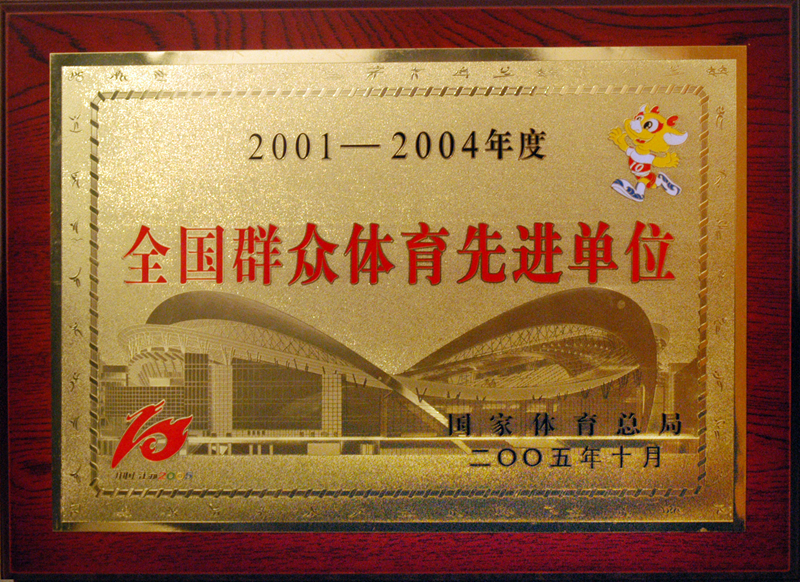 2001—2004年度
10
全国群众体育先进单位
国家体育总局
二〇〇五年十月